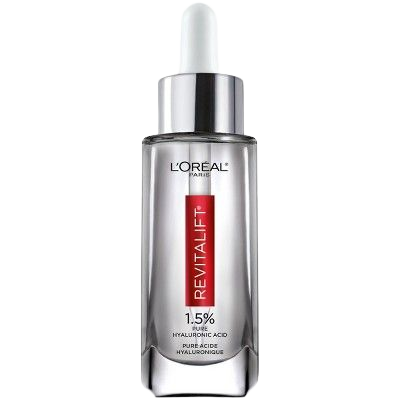 L'ORÉAL
PARIS
REVITALIFT®
1.5%
PURE
HYALURONIC ACID
PURE ACIDE
HYALURONIQUE